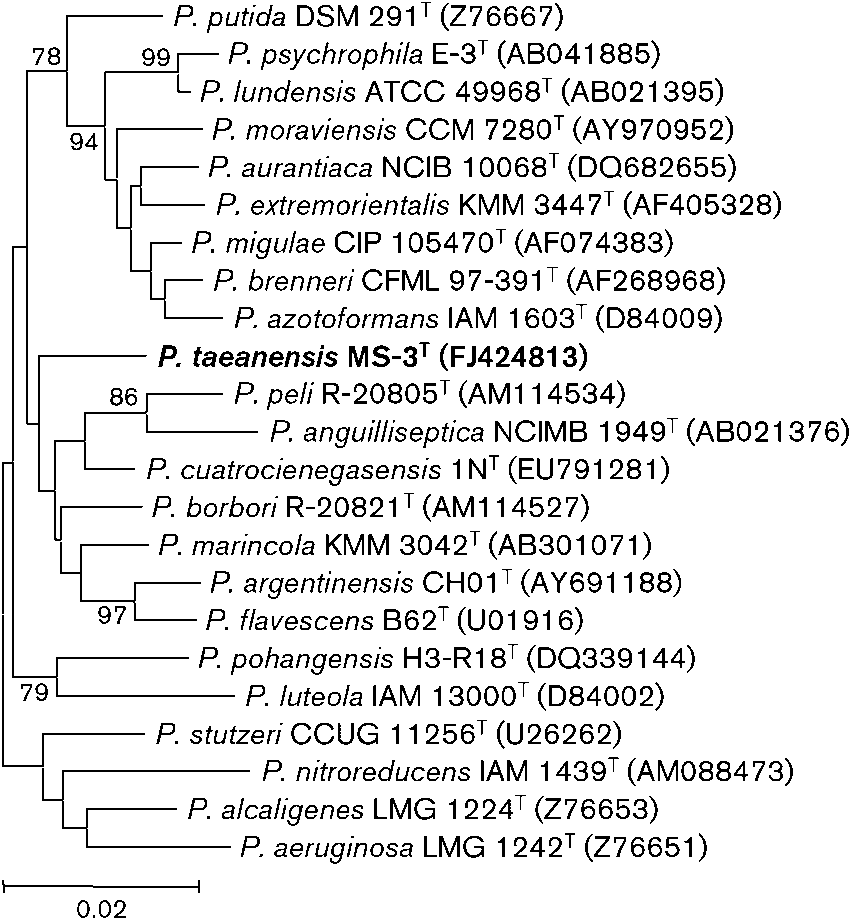 P. putida DSM 291ᵀ (Z76667)
78
99
P. psychrophila E-3ᵀ (AB041885)
P. lundensis ATCC 49968ᵀ (AB021395)
94
P. moraviensis CCM 7280ᵀ (AY970952)
P. aurantiaca NCIB 10068ᵀ (DQ682655)
P. extremorientalis KMM 3447ᵀ (AF405328)
P. migulae CIP 105470ᵀ (AF074383)
P. brenneri CFML 97-391ᵀ (AF268968)
P. azotoformans IAM 1603ᵀ (D84009)
P. taeanensis MS-3ᵀ (FJ424813)
86
P. peli R-20805ᵀ (AM114534)
P. anguilliseptica NCIMB 1949ᵀ (AB021376)
P. cuatrocienegasensis 1Nᵀ (EU791281)
P. borbori R-20821ᵀ (AM114527)
P. marincola KMM 3042ᵀ (AB301071)
P. argentinensis CH01ᵀ (AY691188)
97
P. flavescens B62ᵀ (U01916)
P. pohangensis H3-R18ᵀ (DQ339144)
79
P. luteola IAM 13000ᵀ (D84002)
P. stutzeri CCUG 11256ᵀ (U26262)
P. nitroreducens IAM 1439ᵀ (AM088473)
P. alcaligenes LMG 1224ᵀ (Z76653)
P. aeruginosa LMG 1242ᵀ (Z76651)
0.02